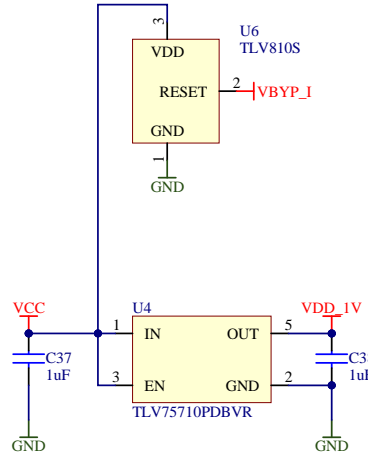 U6
TLV810S
3
VDD
RESET
2
VBYP_I
GND
1
GND
VCC
U4
VDD_1V
1
IN
OUT
5
C37
1uF
3
EN
GND
2
1uF
TLV75710PDBVR
GND
GND